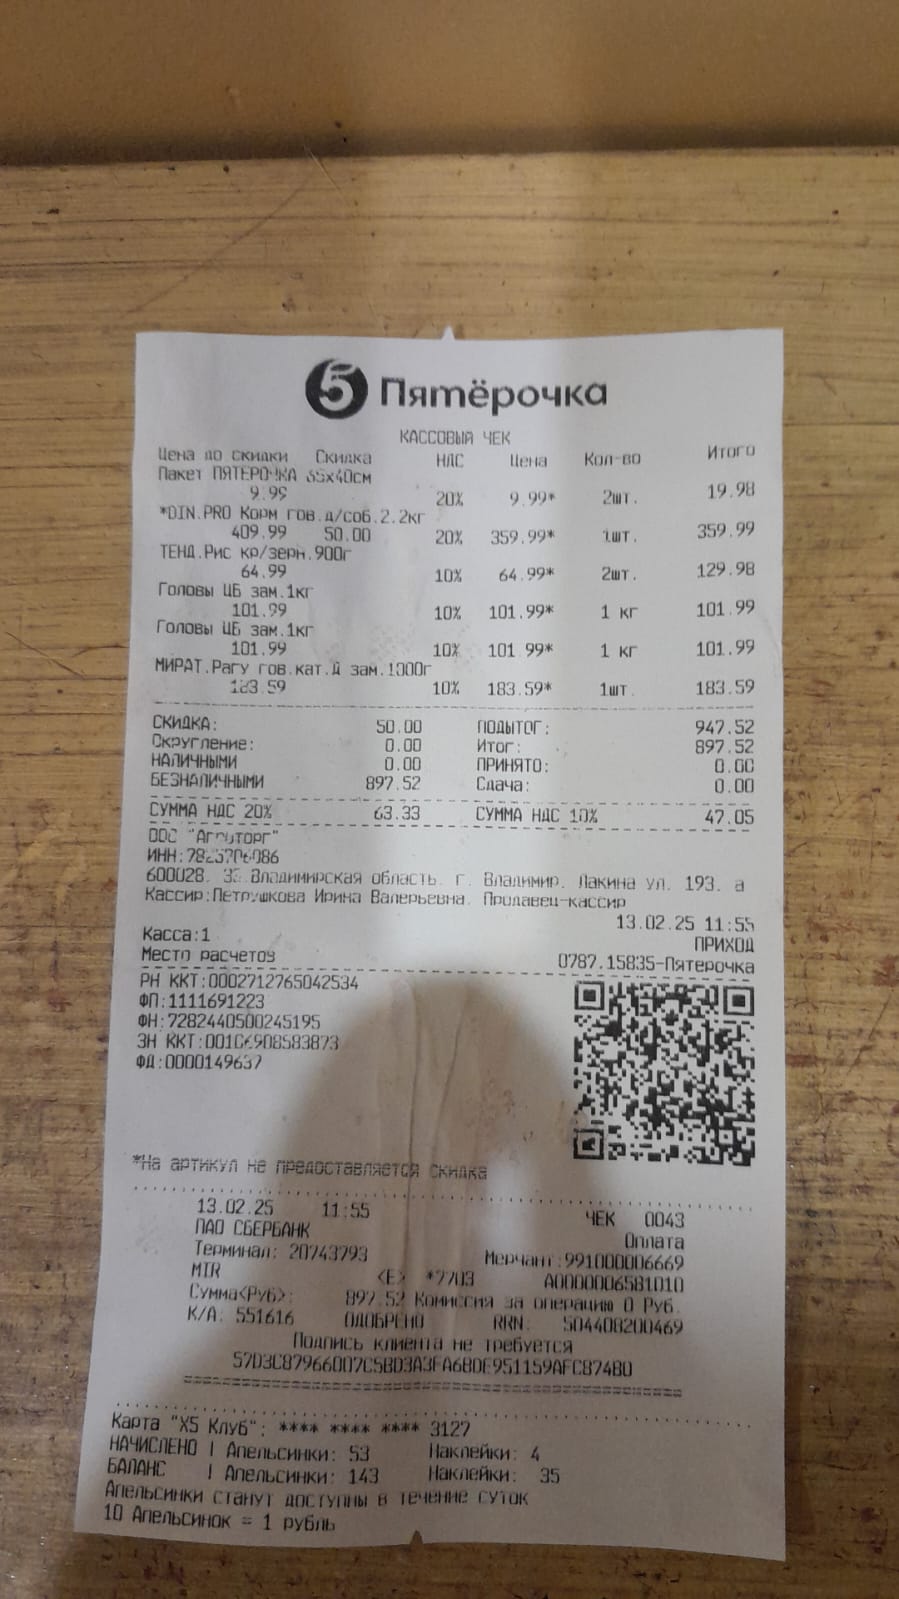 5 Пятёрочка
КАССОВЫЙ ЧЕК
Цена до скидки Скидка НДС Цена Кол-во Итого
Пакет ПЯТЕРОЧКА 65х40см
9.99 20% 9.99* 2шт. 19.98
*DIN.PRO Корм гов.д/соб.2.2кг
409.99 50.00 20% 359.99* 1шт. 359.99
ТЕНД.Рис кр/зерн.900г
64.99 10% 64.99* 2шт. 129.98
Головы ЦБ зам.1кг
101.99 10% 101.99* 1 кг 101.99
Головы ЦБ зам.1кг
101.99 10% 101.99* 1 кг 101.99
МИРАТ.Рагу гов.кат.Д зам.1000г
183.59 10% 183.59* 1шт. 183.59
СКИДКА: 50.00 ПОДЫТОГ: 947.52
Округление: 0.00 Итог: 897.52
НАЛИЧНЫМИ 0.00 ПРИНЯТО: 0.00
БЕЗНАЛИЧНЫМИ 897.52 Сдача: 0.00
СУММА НДС 20% 63.33 СУММА НДС 10% 47.05
ООО "Агроторг"
ИНН:
600028, 33 Владимирская область, г. Владимир, Лакина ул, 193, а
Кассир:Петрушкова Ирина Валерьевна, Продавец-кассир
13.02.25 11:55
Касса:1 ПРИХОД
Место расчетов 0787.15835-Пятерочка
РН ККТ:0002712765042534
ФП:1111691223
ФН:7282440500245195
ЗН ККТ:00106908583873
ФД:0000149637
*На артикул не предоставляется скидка
13.02.25 11:55 ЧЕК 0043
ПАО СБЕРБАНК Оплата
Терминал: 20743793 Мерчант:991000006669
MIR <E> *7703 A0000006581010
Сумма<Руб>: 897.52 Комиссия за операцию 0 Руб.
К/А: 551616 ОДОБРЕНО RRN: 504408200469
Подпись клиента не требуется
Карта "X5 Клуб": **** **** **** 3127
НАЧИСЛЕНО | Апельсинки: 53 Наклейки: 4
БАЛАНС | Апельсинки: 143 Наклейки: 35
Апельсинки станут доступны в течение суток
10 Апельсинок = 1 рубль